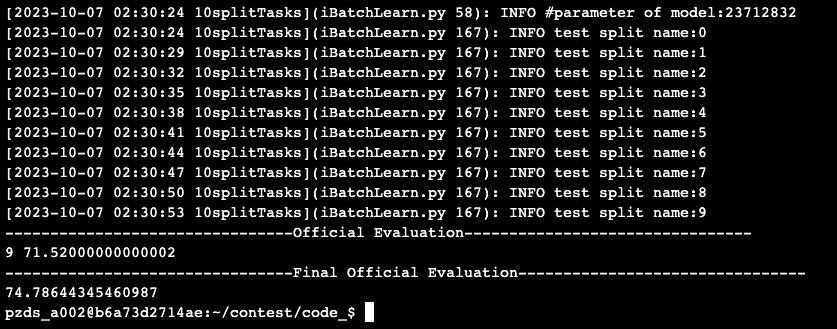 [2023-10-07 02:30:24 10splitTasks](iBatchLearn.py 58): INFO #parameter of model:23712832
[2023-10-07 02:30:24 10splitTasks](iBatchLearn.py 167): INFO test split name:0
[2023-10-07 02:30:29 10splitTasks](iBatchLearn.py 167): INFO test split name:1
[2023-10-07 02:30:32 10splitTasks](iBatchLearn.py 167): INFO test split name:2
[2023-10-07 02:30:35 10splitTasks](iBatchLearn.py 167): INFO test split name:3
[2023-10-07 02:30:38 10splitTasks](iBatchLearn.py 167): INFO test split name:4
[2023-10-07 02:30:41 10splitTasks](iBatchLearn.py 167): INFO test split name:5
[2023-10-07 02:30:44 10splitTasks](iBatchLearn.py 167): INFO test split name:6
[2023-10-07 02:30:47 10splitTasks](iBatchLearn.py 167): INFO test split name:7
[2023-10-07 02:30:50 10splitTasks](iBatchLearn.py 167): INFO test split name:8
[2023-10-07 02:30:53 10splitTasks](iBatchLearn.py 167): INFO test split name:9
--------------------------------Official Evaluation--------------------------------
9 71.52000000000002
--------------------------------Final Official Evaluation--------------------------------
74.78644345460987
pzds_a002@b6a73d2714ae:~/contest/code_$